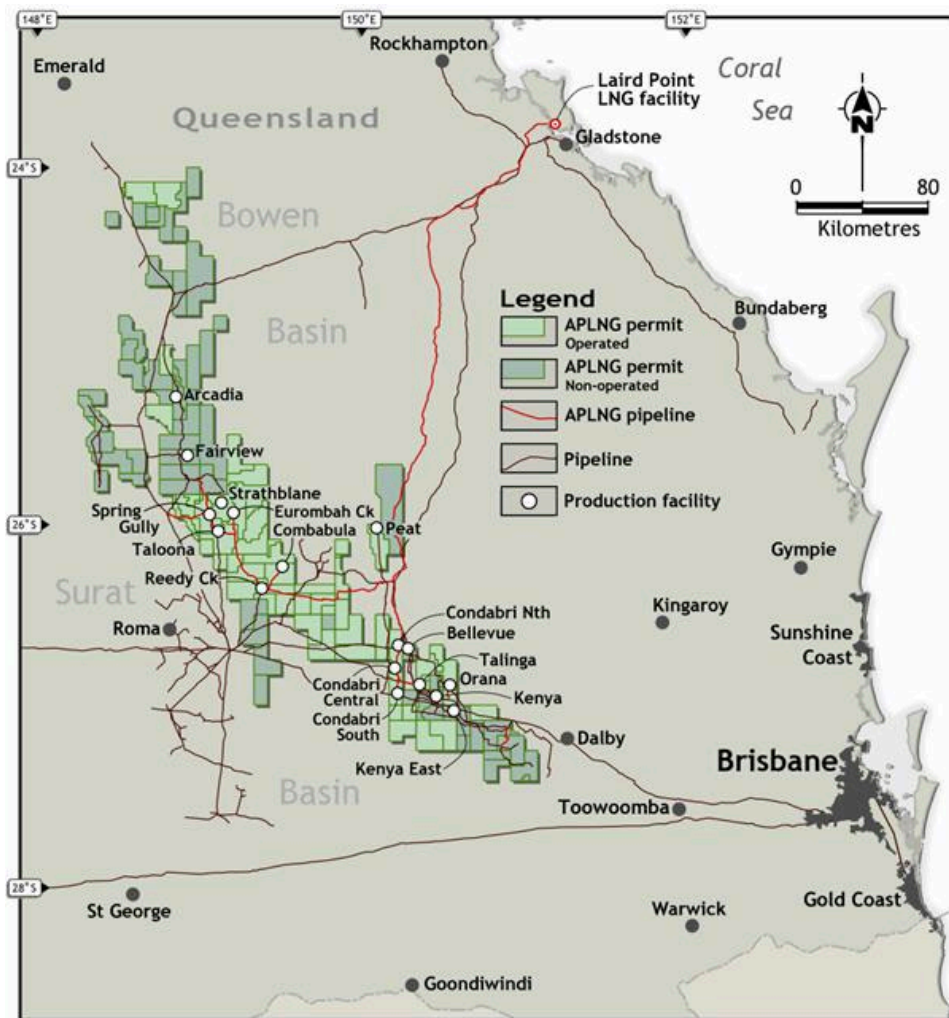 148°E
150°E
152°E
Rockhampton
Emerald
Coral
Sea
Laird Point
LNG facility
Queensland
N
Gladstone
24°S
0
80
Kilometres
Bowen
Basin
Legend
APLNG permit
Operated
APLNG permit
Non-operated
APLNG pipeline
Pipeline
Production facility
Bundaberg
Arcadia
Fairview
Strathblane
Spring
Gully
Eurombah Ck
Combabula
26°S
Peat
Taloona
Gympie
Reedy Ck
Surat
Roma
Kingaroy
Condabri Nth
Bellevue
Sunshine
Coast
Talinga
Orana
Condabri
Central
Kenya
Condabri
South
Dalby
Kenya East
Brisbane
Basin
Toowoomba
28°S
St George
Gold Coast
Warwick
Goondiwindi